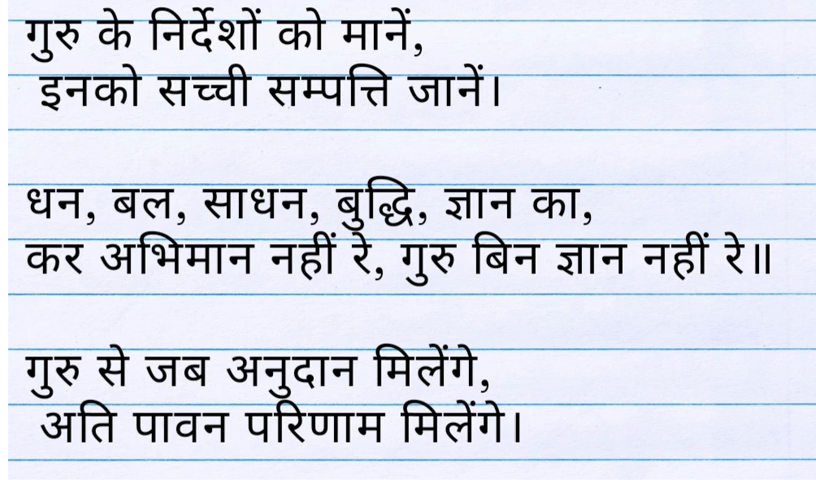 गुरु के निर्देशों को मानें,
इनको सच्ची सम्पत्ति जानें।
धन, बल, साधन, बुद्धि, ज्ञान का,
कर अभिमान नहीं रे, गुरु बिन ज्ञान नहीं रे॥
गुरु से जब अनुदान मिलेंगे,
अति पावन परिणाम मिलेंगे।